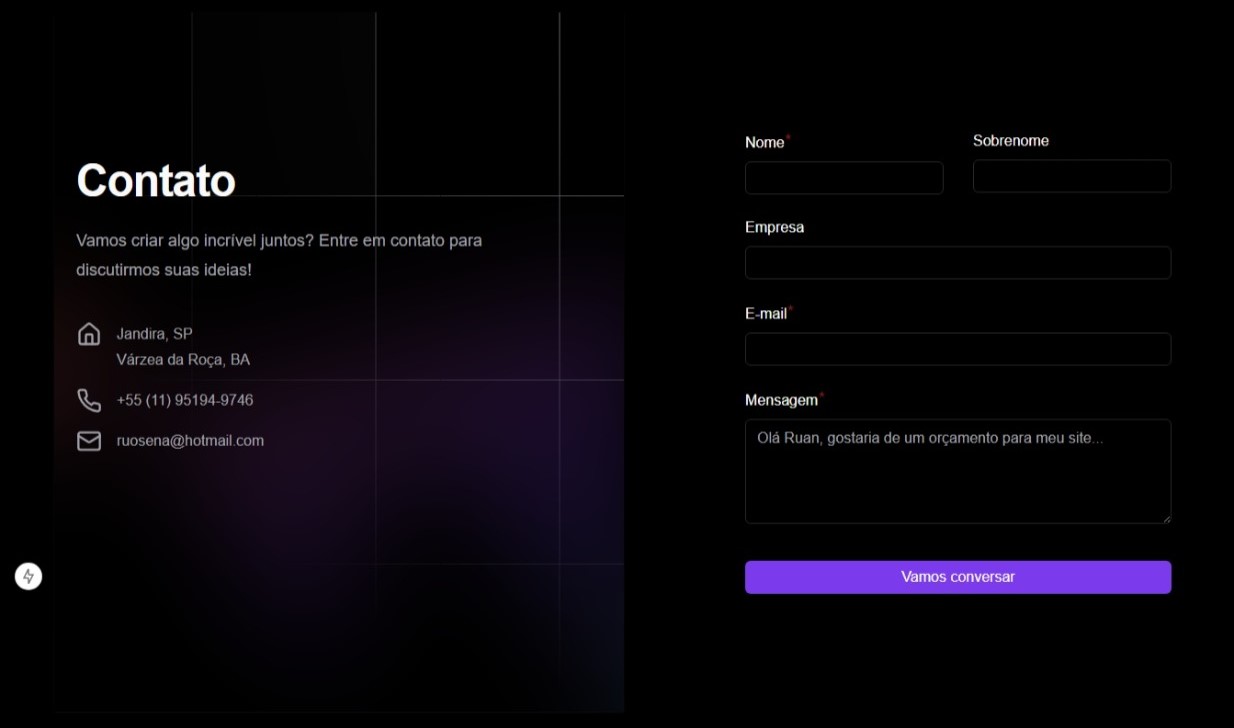 Contato
Vamos criar algo incrível juntos? Entre em contato para
discutirmos suas ideias!
Jandira, SP
Várzea da Roça, BA
+55 (11) 95194-9746
ruosena@hotmail.com
Nome*
Sobrenome
Empresa
E-mail*
Mensagem*
Olá Ruan, gostaria de um orçamento para meu site...
Vamos conversar